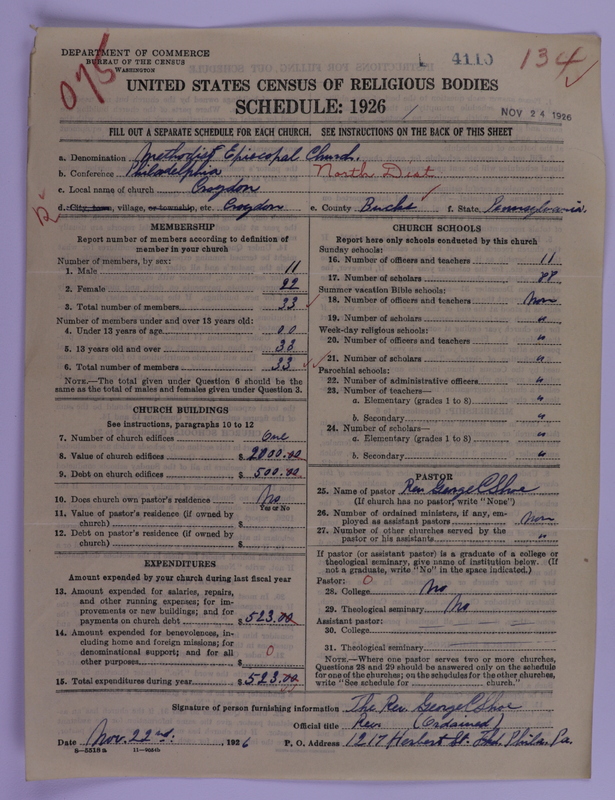 DEPARTMENT OF COMMERCE
BUREAU OF THE CENSUS
WASHINGTON
075
L 4110
134
UNITED STATES CENSUS OF RELIGIOUS BODIES
SCHEDULE: 1926
NOV 24 1926
FILL OUT A SEPARATE SCHEDULE FOR EACH CHURCH. SEE INSTRUCTIONS ON THE BACK OF THIS SHEET
a. Denomination Methodist Episcopal Church.
b. Conference Philadelphia North Dist.
c. Local name of church Croydon
d. City, town, village, or township, etc. Croydon e. County Bucks f. State Pennsylvania.
MEMBERSHIP
Report number of members according to definition of
member in your church
Number of members, by sex:
1. Male 11
2. Female 22
3. Total number of members 33
Number of members under and over 13 years old:
4. Under 13 years of age 00
5. 13 years old and over 33
6. Total number of members 33
NOTE.—The total given under Question 6 should be the
same as the total of males and females given under Question 3.
CHURCH BUILDINGS
See instructions, paragraphs 10 to 12
7. Number of church edifices One
8. Value of church edifices $ 2000.00
9. Debt on church edifices $ 500.00
10. Does church own pastor's residence No
Yes or No
11. Value of pastor's residence (if owned by
church) $
12. Debt on pastor's residence (if owned by
church) $
EXPENDITURES
Amount expended by your church during last fiscal year
13. Amount expended for salaries, repairs,
and other running expenses; for im-
provements or new buildings; and for
payments on church debt $ 523.00
14. Amount expended for benevolences, in-
cluding home and foreign missions; for
denominational support; and for all
other purposes $ 0
15. Total expenditures during year $ 523.00
CHURCH SCHOOLS
Report here only schools conducted by this church
Sunday schools:
16. Number of officers and teachers 11
17. Number of scholars 88
Summer vacation Bible schools:
18. Number of officers and teachers None
19. Number of scholars "
Week-day religious schools:
20. Number of officers and teachers "
21. Number of scholars "
Parochial schools:
22. Number of administrative officers "
23. Number of teachers—
a. Elementary (grades 1 to 8) "
b. Secondary "
24. Number of scholars—
a. Elementary (grades 1 to 8) "
b. Secondary "
PASTOR
25. Name of pastor Rev. George C Shoe
(If church has no pastor, write "None")
26. Number of ordained ministers, if any, em-
ployed as assistant pastors None
27. Number of other churches served by the
pastor or his assistants "
If pastor (or assistant pastor) is a graduate of a college or
theological seminary, give name of institution below. (If
not a graduate, write "No" in the space indicated.)
Pastor: 0
28. College No
29. Theological seminary No
Assistant pastor:
30. College
31. Theological seminary
NOTE.—Where one pastor serves two or more churches,
Questions 28 and 29 should be answered only on the schedule
for one of the churches; on the schedules for the other churches,
write "See schedule for church."
Signature of person furnishing information The Rev. George C Shoe
Official title Rev. (Ordained)
Date Nov. 22nd. , 1926 P. O. Address 1217 Herbert St. Fkd. Phila. Pa.
8—5518 a